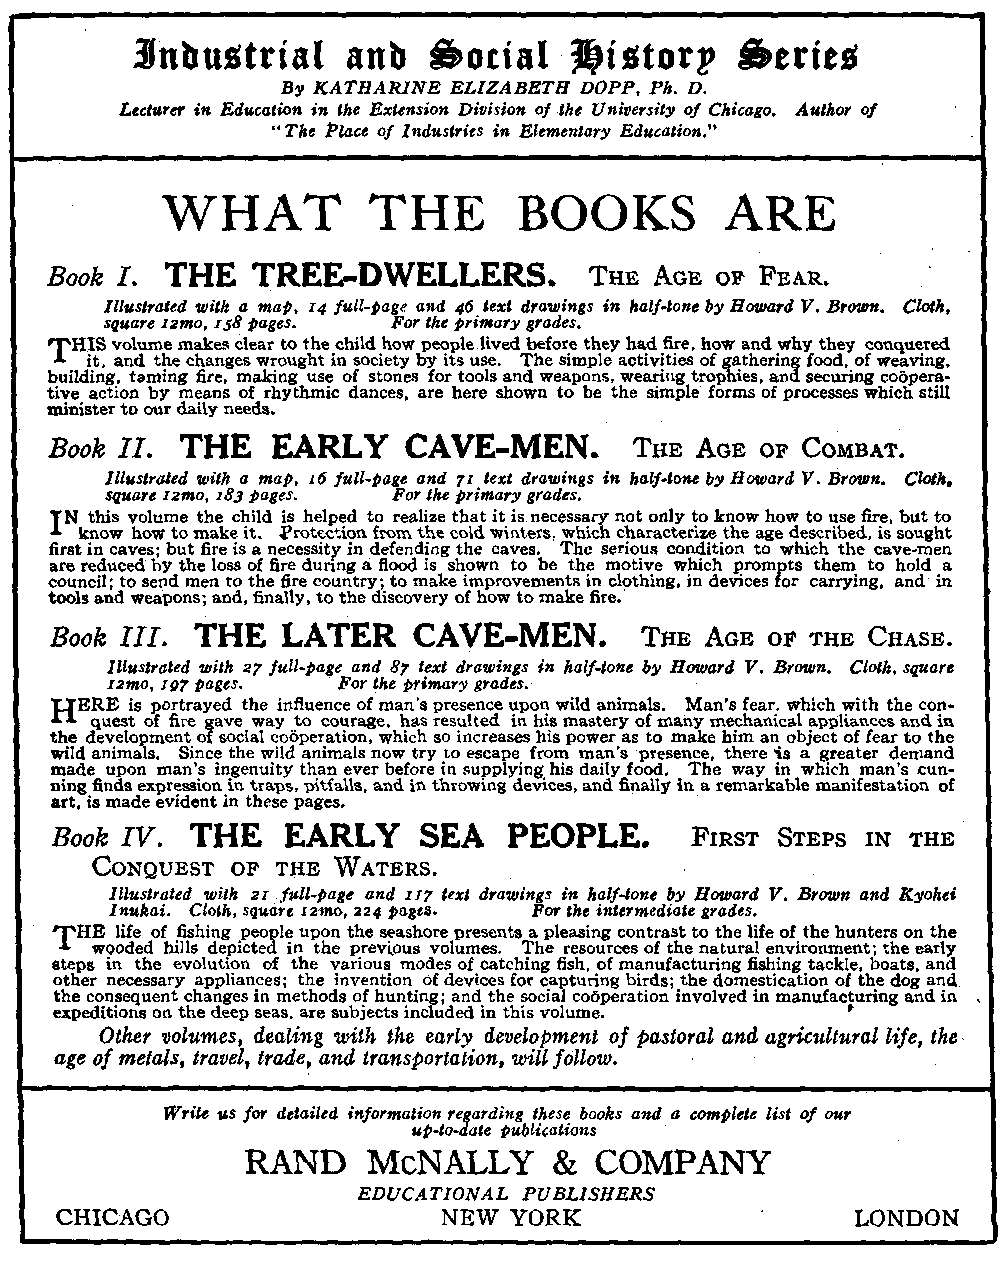 Industrial and Social History Series
By KATHARINE ELIZABETH DOPP, Ph. D.
Lecturer in Education in the Extension Division of the University of Chicago. Author of
"The Place of Industries in Elementary Education."
WHAT THE BOOKS ARE
Book I. THE TREE-DWELLERS. THE AGE OF FEAR.
Illustrated with a map, 14 full-page and 46 text drawings in half-tone by Howard V. Brown. Cloth,
square 12mo, 158 pages. For the primary grades.
THIS volume makes clear to the child how people lived before they had fire, how and why they conquered
it, and the changes wrought in society by its use. The simple activities of gathering food, of weaving,
building, taming fire, making use of stones for tools and weapons, wearing trophies, and securing coöpera-
tive action by means of rhythmic dances, are here shown to be the simple forms of processes which still
minister to our daily needs.
Book II. THE EARLY CAVE-MEN. THE AGE OF COMBAT.
Illustrated with a map, 16 full-page and 71 text drawings in half-tone by Howard V. Brown. Cloth,
square 12mo, 183 pages. For the primary grades.
IN this volume the child is helped to realize that it is necessary not only to know how to use fire, but to
know how to make it. Protection from the cold winters, which characterize the age described, is sought
first in caves; but fire is a necessity in defending the caves. The serious condition to which the cave-men
are reduced by the loss of fire during a flood is shown to be the motive which prompts them to hold a
council; to send men to the fire country; to make improvements in clothing, in devices for carrying, and in
tools and weapons; and, finally, to the discovery of how to make fire.
Book III. THE LATER CAVE-MEN. THE AGE OF THE CHASE.
Illustrated with 27 full-page and 87 text drawings in half-tone by Howard V. Brown. Cloth, square
12mo, 197 pages. For the primary grades.
HERE is portrayed the influence of man's presence upon wild animals. Man's fear, which with the con-
quest of fire gave way to courage, has resulted in his mastery of many mechanical appliances and in
the development of social coöperation, which so increases his power as to make him an object of fear to the
wild animals. Since the wild animals now try to escape from man's presence, there is a greater demand
made upon man's ingenuity than ever before in supplying his daily food. The way in which man's cun-
ning finds expression in traps, pitfalls, and in throwing devices, and finally in a remarkable manifestation of
art, is made evident in these pages.
Book IV. THE EARLY SEA PEOPLE. FIRST STEPS IN THE
CONQUEST OF THE WATERS.
Illustrated with 21 full-page and 117 text drawings in half-tone by Howard V. Brown and Kyohei
Inukai. Cloth, square 12mo, 224 pages. For the intermediate grades.
THE life of fishing people upon the seashore presents a pleasing contrast to the life of the hunters on the
wooded hills depicted in the previous volumes. The resources of the natural environment; the early
steps in the evolution of the various modes of catching fish, of manufacturing fishing tackle, boats, and
other necessary appliances; the invention of devices for capturing birds; the domestication of the dog and
the consequent changes in methods of hunting; and the social coöperation involved in manufacturing and in
expeditions on the deep seas, are subjects included in this volume.
Other volumes, dealing with the early development of pastoral and agricultural life, the
age of metals, travel, trade, and transportation, will follow.
Write us for detailed information regarding these books and a complete list of our
up-to-date publications
RAND McNALLY & COMPANY
EDUCATIONAL PUBLISHERS
CHICAGO NEW YORK LONDON